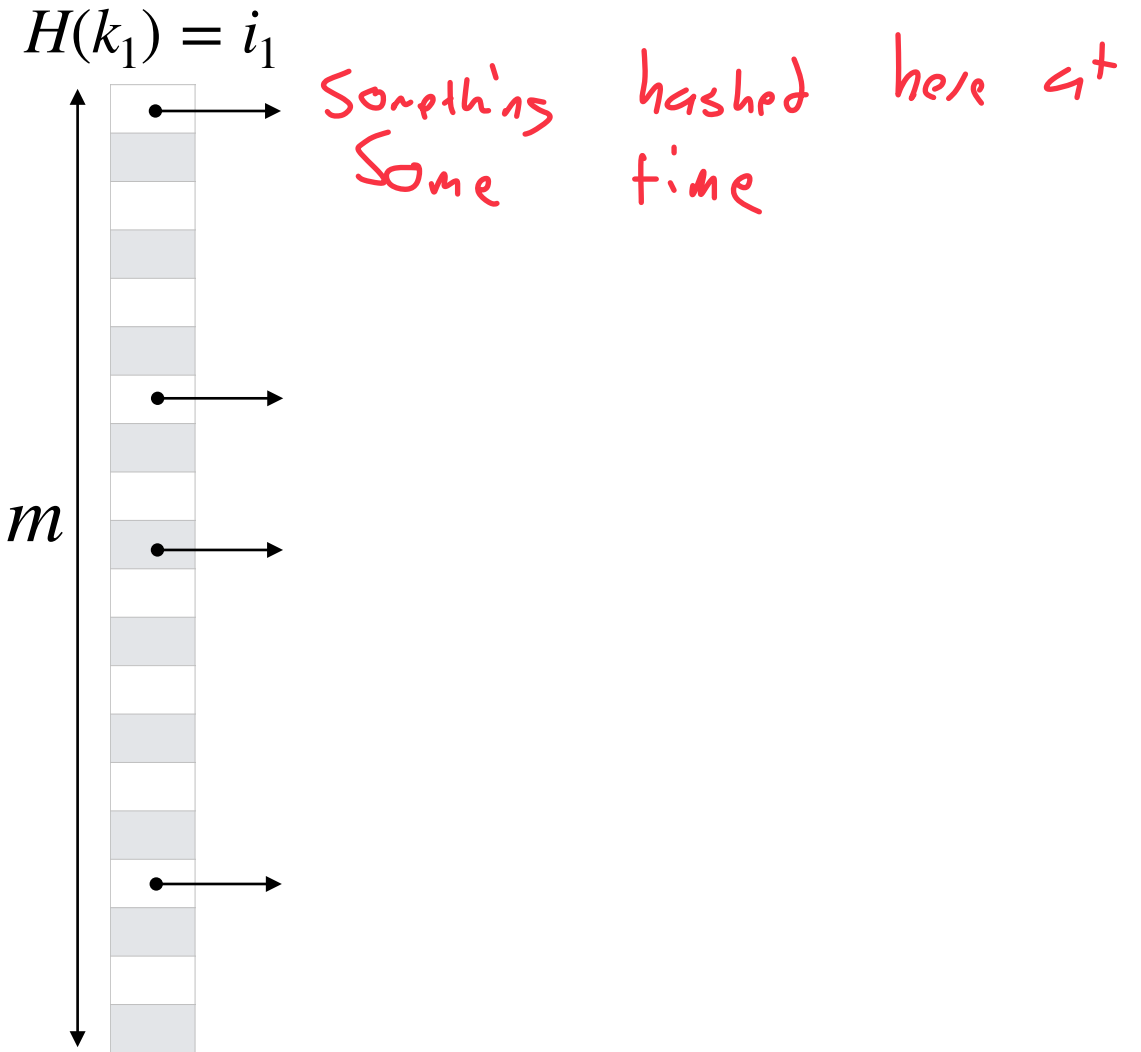 H(k₁) = i₁
Something hashed here at
Some time
m